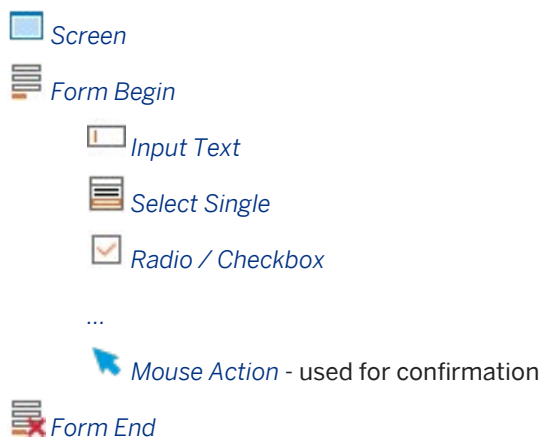 Screen
Form Begin
Input Text
Select Single
Radio / Checkbox
...
Mouse Action - used for confirmation
Form End